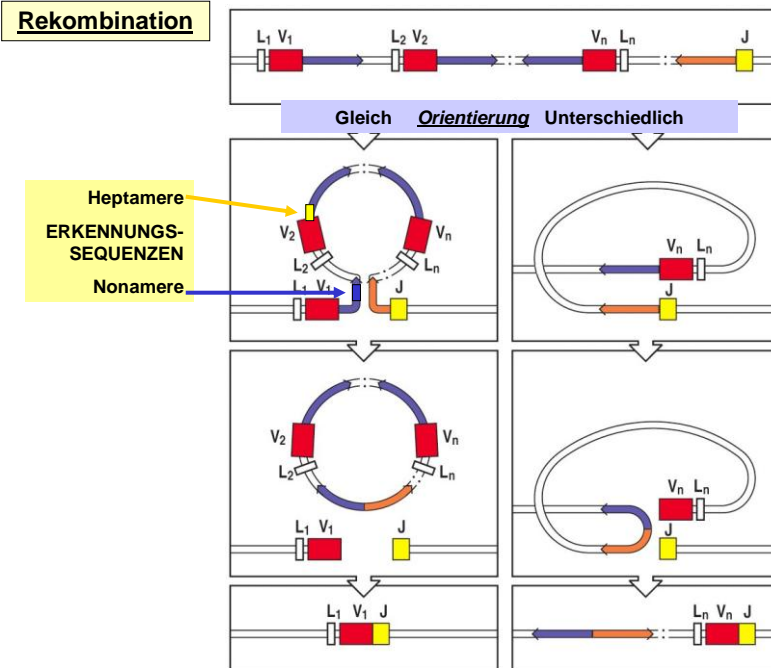 Rekombination
L₁ V₁ L₂ V₂ Vₙ Lₙ J
Gleich Orientierung Unterschiedlich
Heptamere
ERKENNUNGS-
SEQUENZEN
Nonamere
V₂ Vₙ
L₂ Lₙ
L₁ V₁ J
Vₙ Lₙ
J
V₂ Vₙ
L₂ Lₙ
L₁ V₁ J
Vₙ Lₙ
J
L₁ V₁ J
Lₙ Vₙ J